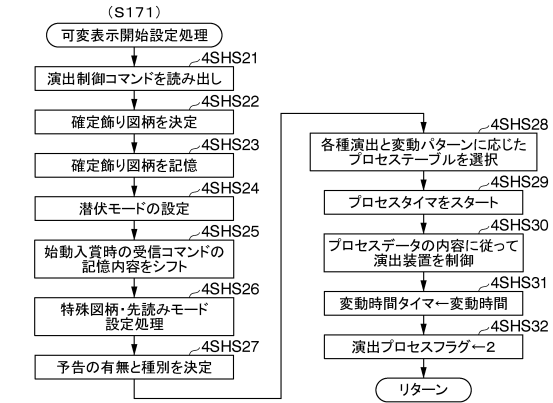 (S171)
可変表示開始設定処理
4SHS21
演出制御コマンドを読み出し
4SHS22
確定飾り図柄を決定
4SHS23
確定飾り図柄を記憶
4SHS24
潜伏モードの設定
4SHS25
始動入賞時の受信コマンドの
記憶内容をシフト
4SHS26
特殊図柄・先読みモード
設定処理
4SHS27
予告の有無と種別を決定
4SHS28
各種演出と変動パターンに応じた
プロセステーブルを選択
4SHS29
プロセスタイマをスタート
4SHS30
プロセスデータの内容に従って
演出装置を制御
4SHS31
変動時間タイマ←変動時間
4SHS32
演出プロセスフラグ←2
リターン